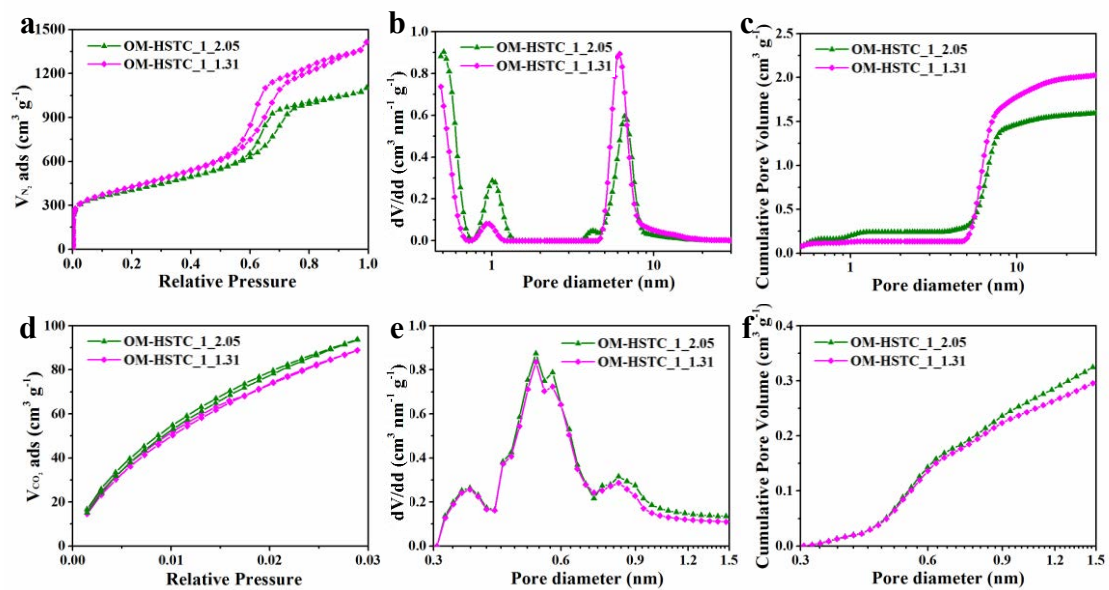 a
V_N₂ ads (cm³ g⁻¹)
1500
1200
900
600
300
0
OM-HSTC_1_2.05
OM-HSTC_1_1.31
0.0 0.2 0.4 0.6 0.8 1.0
Relative Pressure
b
dV/dd (cm³ nm⁻¹ g⁻¹)
1.0
0.8
0.6
0.4
0.2
0.0
OM-HSTC_1_2.05
OM-HSTC_1_1.31
1 10
Pore diameter (nm)
c
Cumulative Pore Volume (cm³ g⁻¹)
2.5
2.0
1.5
1.0
0.5
0.0
OM-HSTC_1_2.05
OM-HSTC_1_1.31
1 10
Pore diameter (nm)
d
V_CO₂ ads (cm³ g⁻¹)
100
80
60
40
20
0
OM-HSTC_1_2.05
OM-HSTC_1_1.31
0.00 0.01 0.02 0.03
Relative Pressure
e
dV/dd (cm³ nm⁻¹ g⁻¹)
1.0
0.8
0.6
0.4
0.2
0.0
OM-HSTC_1_2.05
OM-HSTC_1_1.31
0.3 0.6 0.9 1.5
Pore diameter (nm)
f
Cumulative Pore Volume (cm³ g⁻¹)
0.4
0.3
0.2
0.1
0.0
OM-HSTC_1_2.05
OM-HSTC_1_1.31
0.6 0.9 1.2 1.5
Pore diameter (nm)